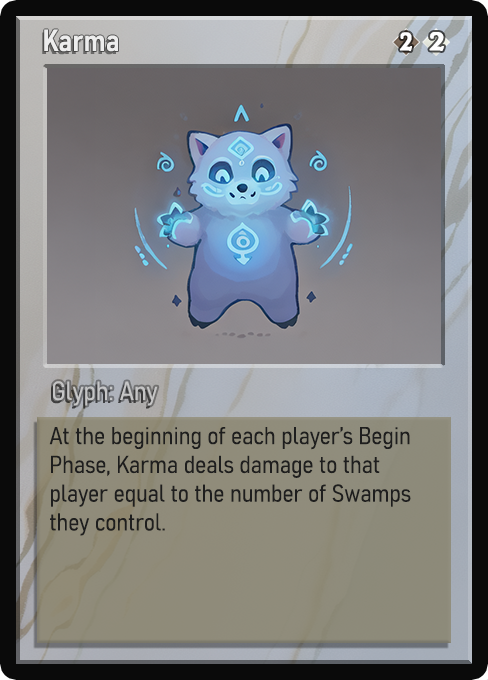 Karma 2 2
Glyph: Any
At the beginning of each player's Begin
Phase, Karma deals damage to that
player equal to the number of Swamps
they control.